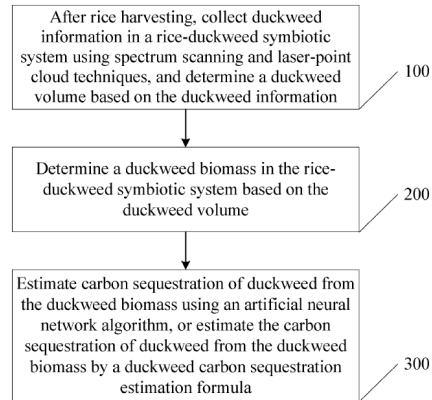 After rice harvesting, collect duckweed
information in a rice-duckweed symbiotic
system using spectrum scanning and laser-point
cloud techniques, and determine a duckweed
volume based on the duckweed information
100
Determine a duckweed biomass in the rice-
duckweed symbiotic system based on the
duckweed volume
200
Estimate carbon sequestration of duckweed from
the duckweed biomass using an artificial neural
network algorithm, or estimate the carbon
sequestration of duckweed from the duckweed
biomass by a duckweed carbon sequestration
estimation formula
300